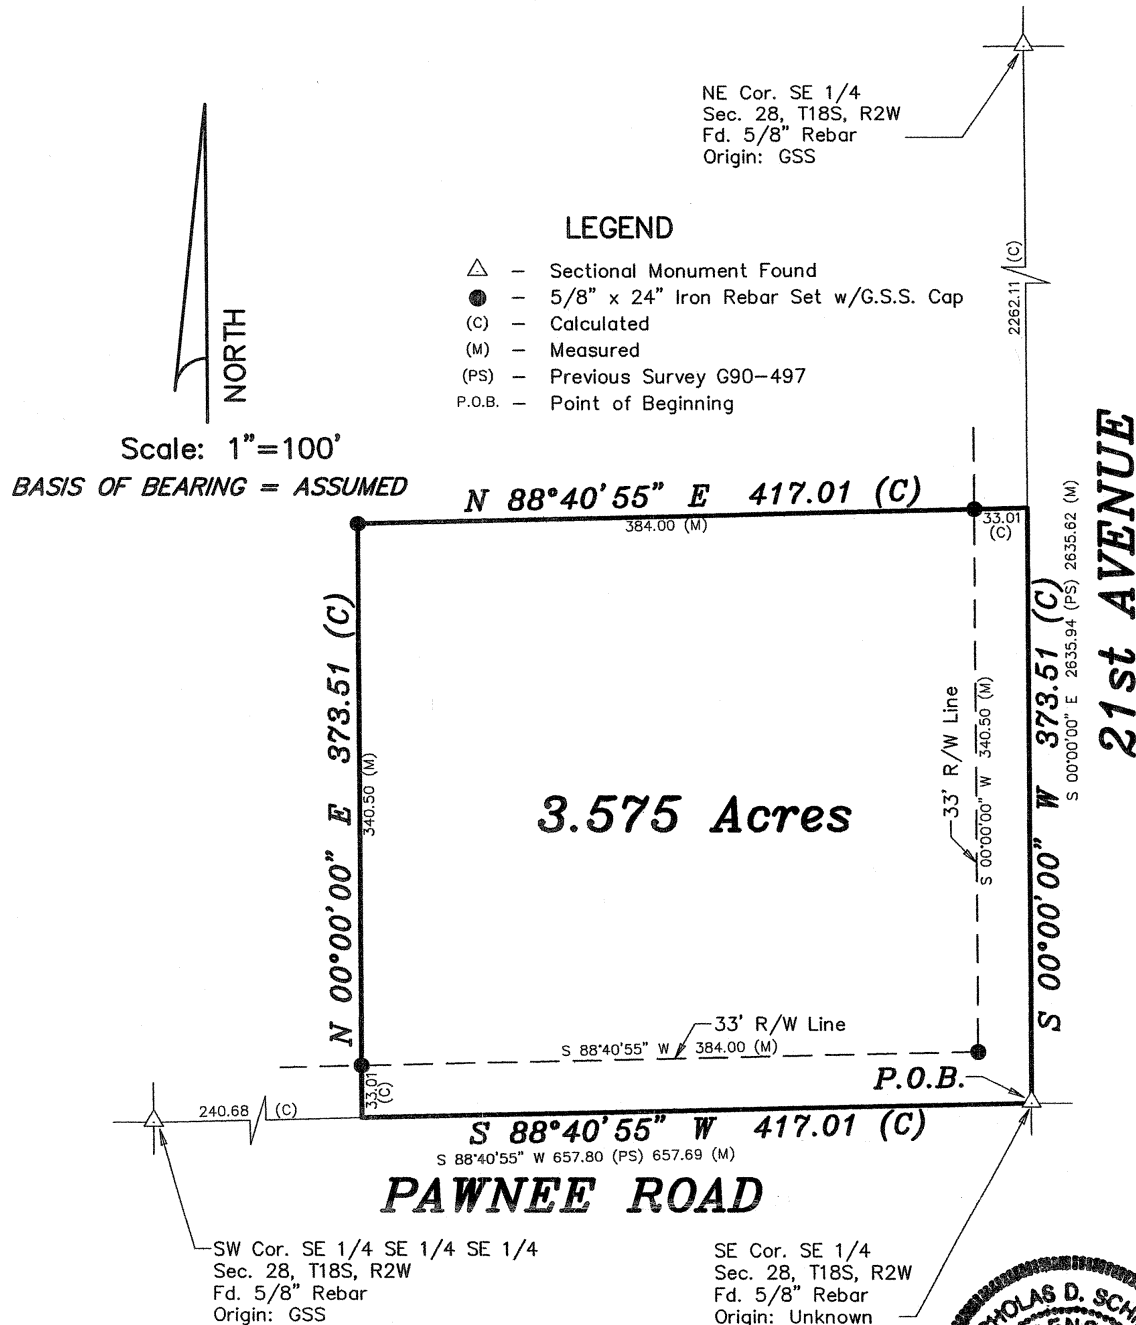 NE Cor. SE 1/4
Sec. 28, T18S, R2W
Fd. 5/8" Rebar
Origin: GSS
2262.11 (C)
NORTH
LEGEND
△ – Sectional Monument Found
● – 5/8" x 24" Iron Rebar Set w/G.S.S. Cap
(C) – Calculated
(M) – Measured
(PS) – Previous Survey G90–497
P.O.B. – Point of Beginning
Scale: 1"=100'
BASIS OF BEARING = ASSUMED
N 88°40'55" E 417.01 (C)
384.00 (M)
33.01
(C)
N 00°00'00" E 373.51 (C)
340.50 (M)
33' R/W Line
S 00°00'00" W 340.50 (M)
S 00°00'00" W 373.51 (C)
S 00°00'00" E 2635.94 (PS) 2635.62 (M)
21st AVENUE
3.575 Acres
33' R/W Line
S 88°40'55" W 384.00 (M)
P.O.B.
33.01
(C)
240.68 (C)
S 88°40'55" W 417.01 (C)
S 88°40'55" W 657.80 (PS) 657.69 (M)
PAWNEE ROAD
SW Cor. SE 1/4 SE 1/4 SE 1/4
Sec. 28, T18S, R2W
Fd. 5/8" Rebar
Origin: GSS
SE Cor. SE 1/4
Sec. 28, T18S, R2W
Fd. 5/8" Rebar
Origin: Unknown
HOLAS D. SCH